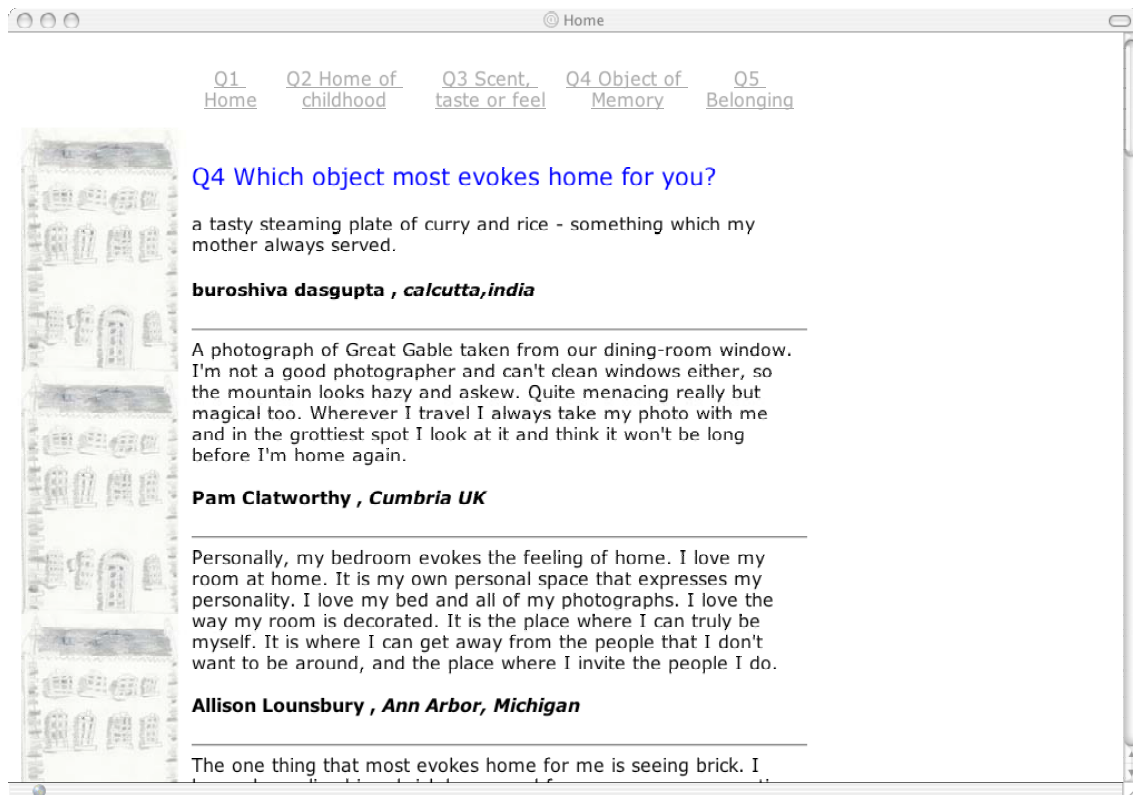 Home
Q1 Q2 Home of Q3 Scent, Q4 Object of Q5
Home childhood taste or feel Memory Belonging
Q4 Which object most evokes home for you?
a tasty steaming plate of curry and rice - something which my
mother always served.
buroshiva dasgupta , calcutta,india
A photograph of Great Gable taken from our dining-room window.
I'm not a good photographer and can't clean windows either, so
the mountain looks hazy and askew. Quite menacing really but
magical too. Wherever I travel I always take my photo with me
and in the grottiest spot I look at it and think it won't be long
before I'm home again.
Pam Clatworthy , Cumbria UK
Personally, my bedroom evokes the feeling of home. I love my
room at home. It is my own personal space that expresses my
personality. I love my bed and all of my photographs. I love the
way my room is decorated. It is the place where I can truly be
myself. It is where I can get away from the people that I don't
want to be around, and the place where I invite the people I do.
Allison Lounsbury , Ann Arbor, Michigan
The one thing that most evokes home for me is seeing brick. I